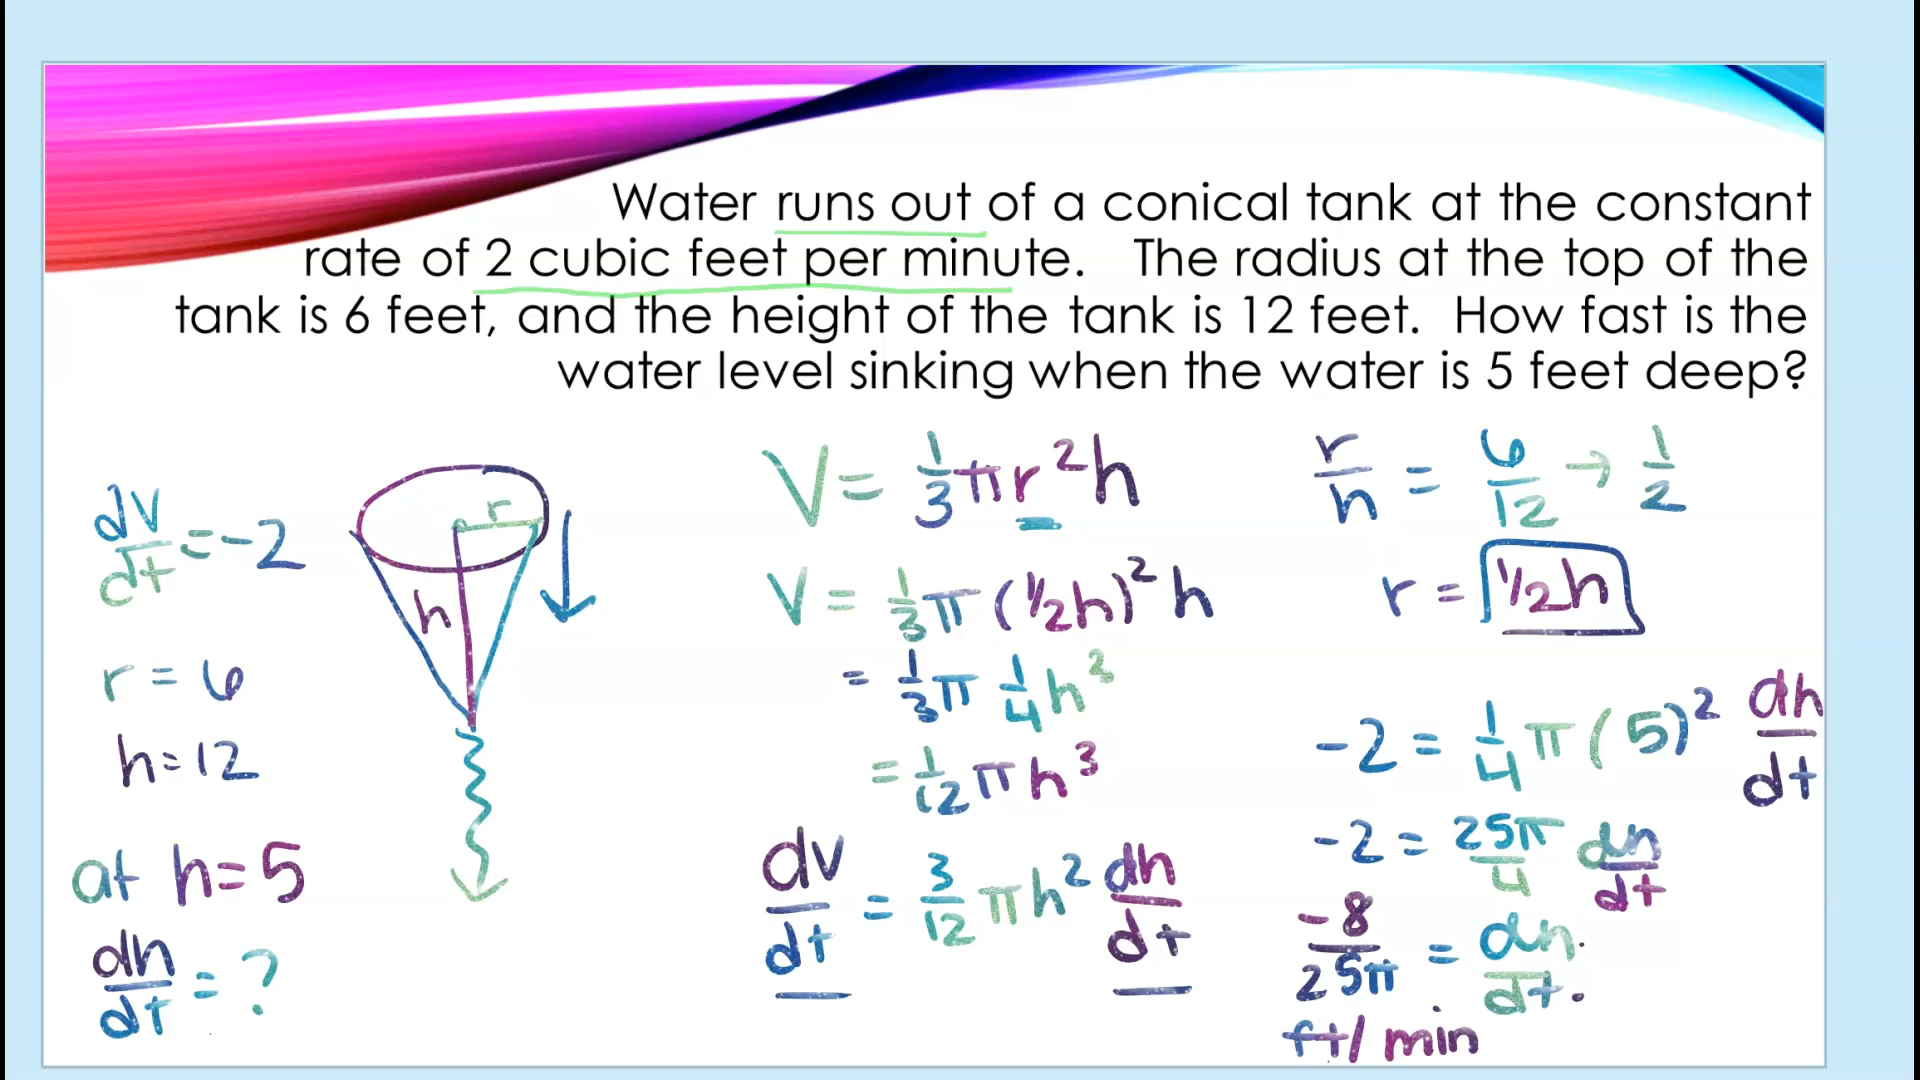 Water runs out of a conical tank at the constant
rate of 2 cubic feet per minute. The radius at the top of the
tank is 6 feet, and the height of the tank is 12 feet. How fast is the
water level sinking when the water is 5 feet deep?
dv/dt = -2
r = 6
h = 12
at h = 5
dh/dt = ?
r
h
V = 1/3 πr²h
V = 1/3 π (1/2h)² h
= 1/3 π 1/4 h³
= 1/12 π h³
dv/dt = 3/12 π h² dh/dt
r/h = 6/12 → 1/2
r = 1/2h
-2 = 1/4 π (5)² dh/dt
-2 = 25π/4 dh/dt
-8/25π = dh/dt
ft/min